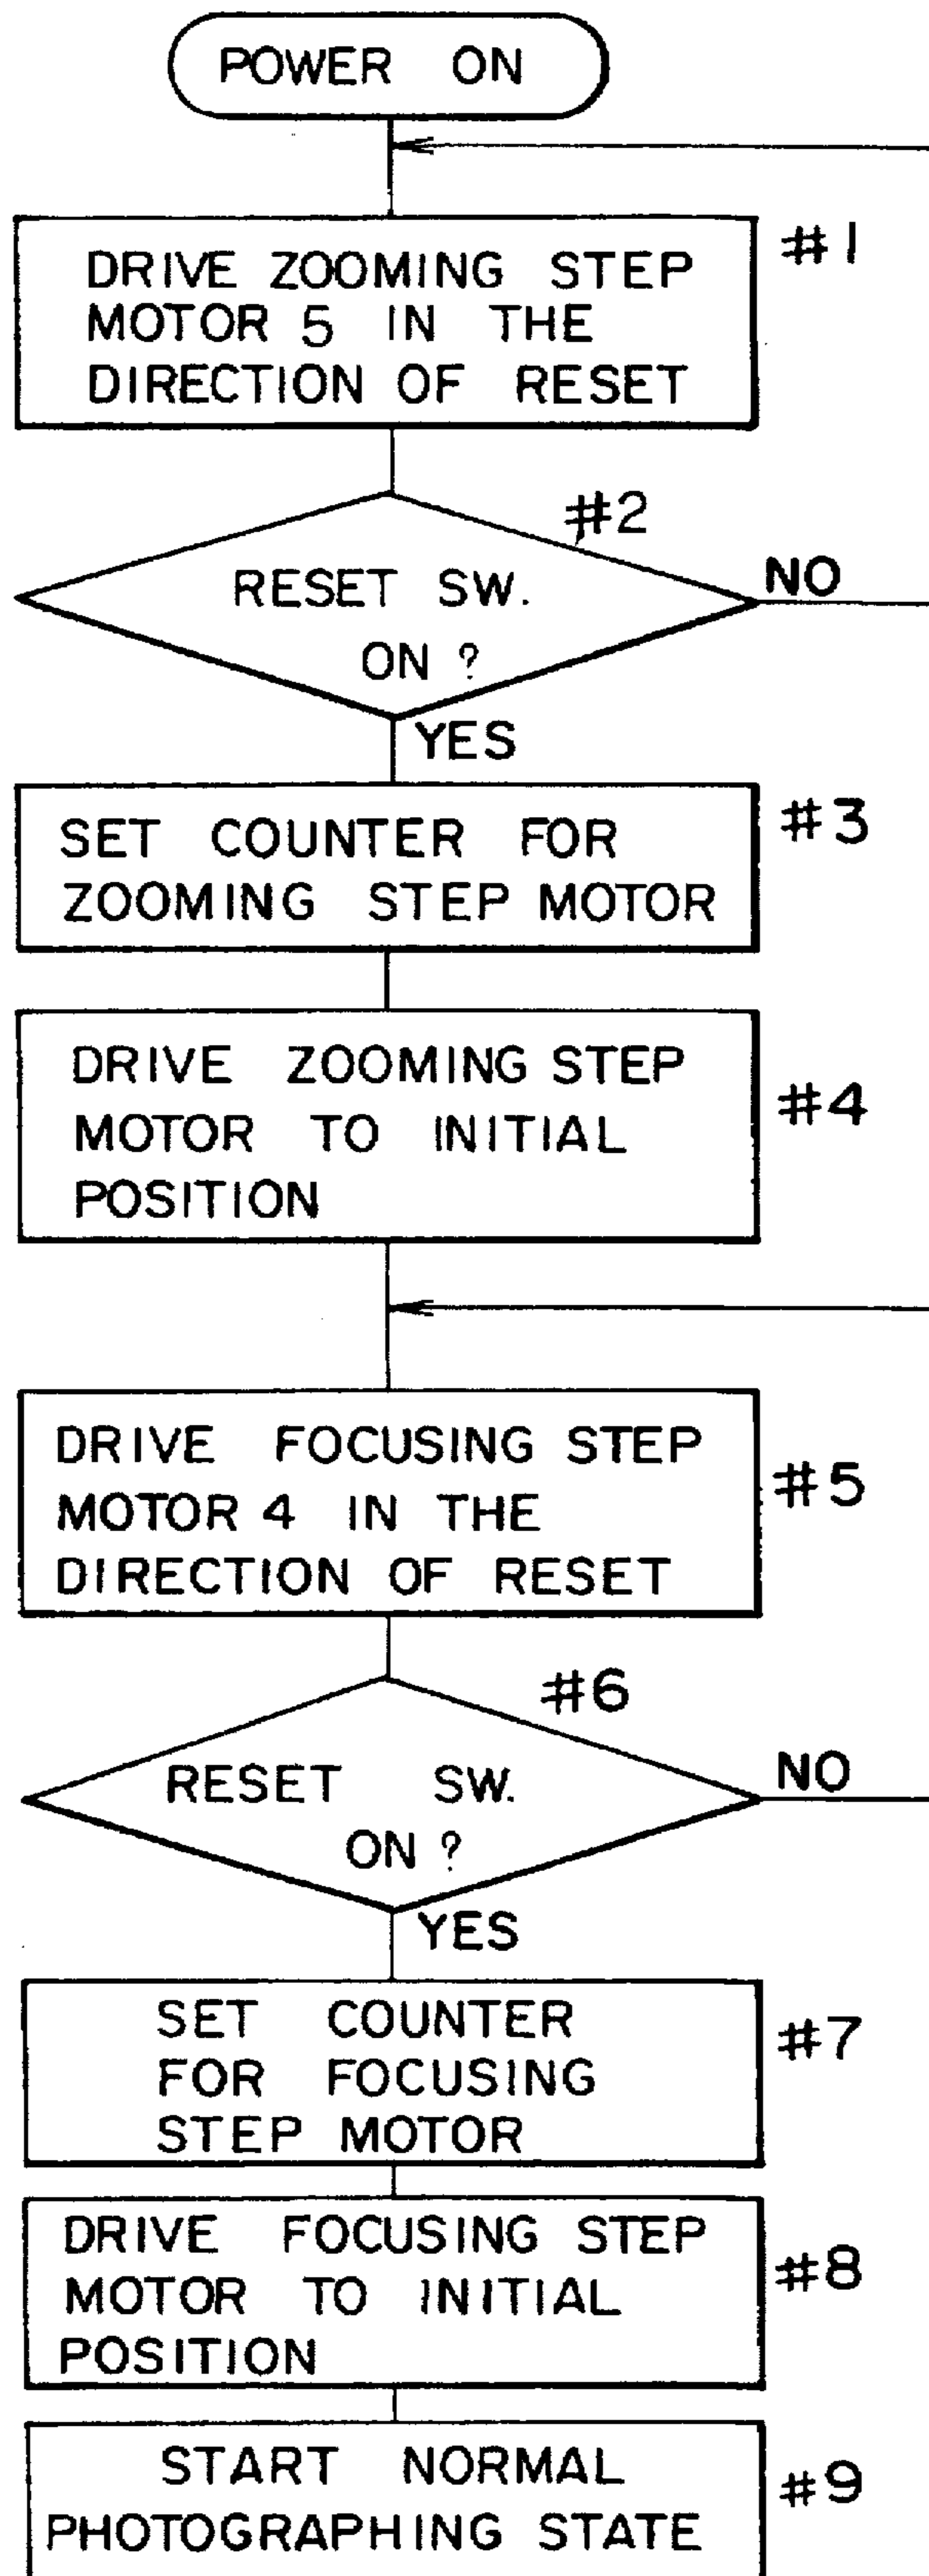 POWER ON
DRIVE ZOOMING STEP
MOTOR 5 IN THE
DIRECTION OF RESET
#1
#2
RESET SW.
ON ?
NO
YES
SET COUNTER FOR
ZOOMING STEP MOTOR
#3
DRIVE ZOOMING STEP
MOTOR TO INITIAL
POSITION
#4
DRIVE FOCUSING STEP
MOTOR 4 IN THE
DIRECTION OF RESET
#5
#6
RESET SW.
ON ?
NO
YES
SET COUNTER
FOR FOCUSING
STEP MOTOR
#7
DRIVE FOCUSING STEP
MOTOR TO INITIAL
POSITION
#8
START NORMAL
PHOTOGRAPHING STATE
#9